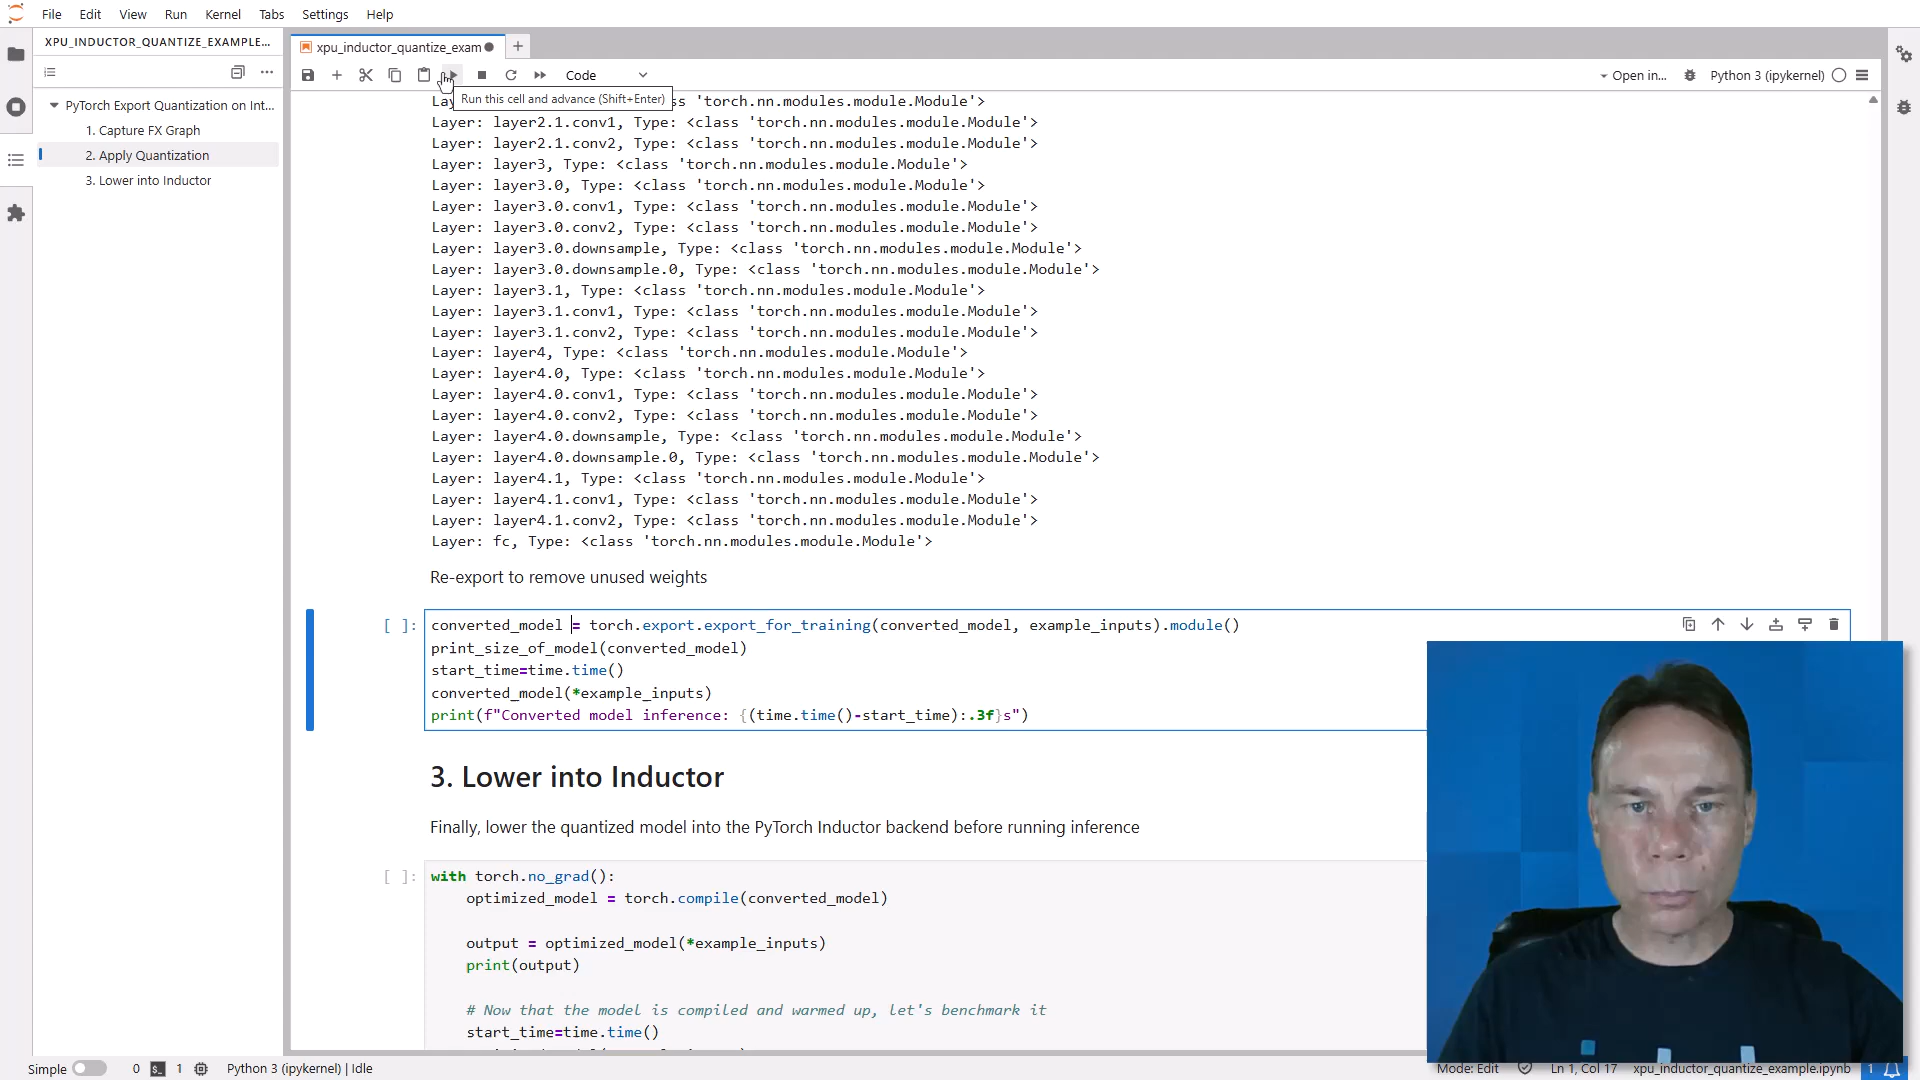 File Edit View Run Kernel Tabs Settings Help
XPU_INDUCTOR_QUANTIZE_EXAMPLE...
PyTorch Export Quantization on Int...
1. Capture FX Graph
2. Apply Quantization
3. Lower into Inductor
xpu_inductor_quantize_exam
Code
Open in...
Python 3 (ipykernel)
Run this cell and advance (Shift+Enter)
ss 'torch.nn.modules.module.Module'>
Layer: layer2.1.conv1, Type: <class 'torch.nn.modules.module.Module'>
Layer: layer2.1.conv2, Type: <class 'torch.nn.modules.module.Module'>
Layer: layer3, Type: <class 'torch.nn.modules.module.Module'>
Layer: layer3.0, Type: <class 'torch.nn.modules.module.Module'>
Layer: layer3.0.conv1, Type: <class 'torch.nn.modules.module.Module'>
Layer: layer3.0.conv2, Type: <class 'torch.nn.modules.module.Module'>
Layer: layer3.0.downsample, Type: <class 'torch.nn.modules.module.Module'>
Layer: layer3.0.downsample.0, Type: <class 'torch.nn.modules.module.Module'>
Layer: layer3.1, Type: <class 'torch.nn.modules.module.Module'>
Layer: layer3.1.conv1, Type: <class 'torch.nn.modules.module.Module'>
Layer: layer3.1.conv2, Type: <class 'torch.nn.modules.module.Module'>
Layer: layer4, Type: <class 'torch.nn.modules.module.Module'>
Layer: layer4.0, Type: <class 'torch.nn.modules.module.Module'>
Layer: layer4.0.conv1, Type: <class 'torch.nn.modules.module.Module'>
Layer: layer4.0.conv2, Type: <class 'torch.nn.modules.module.Module'>
Layer: layer4.0.downsample, Type: <class 'torch.nn.modules.module.Module'>
Layer: layer4.0.downsample.0, Type: <class 'torch.nn.modules.module.Module'>
Layer: layer4.1, Type: <class 'torch.nn.modules.module.Module'>
Layer: layer4.1.conv1, Type: <class 'torch.nn.modules.module.Module'>
Layer: layer4.1.conv2, Type: <class 'torch.nn.modules.module.Module'>
Layer: fc, Type: <class 'torch.nn.modules.module.Module'>
Re-export to remove unused weights
[ ]: converted_model = torch.export.export_for_training(converted_model, example_inputs).module()
print_size_of_model(converted_model)
start_time=time.time()
converted_model(*example_inputs)
print(f"Converted model inference: {(time.time()-start_time):.3f}s")
3. Lower into Inductor
Finally, lower the quantized model into the PyTorch Inductor backend before running inference
[ ]: with torch.no_grad():
optimized_model = torch.compile(converted_model)
output = optimized_model(*example_inputs)
print(output)
# Now that the model is compiled and warmed up, let's benchmark it
start_time=time.time()
Simple 0 1 Python 3 (ipykernel) | Idle
Mode: Edit Ln 1, Col 17 xpu_inductor_quantize_example.ipynb 1